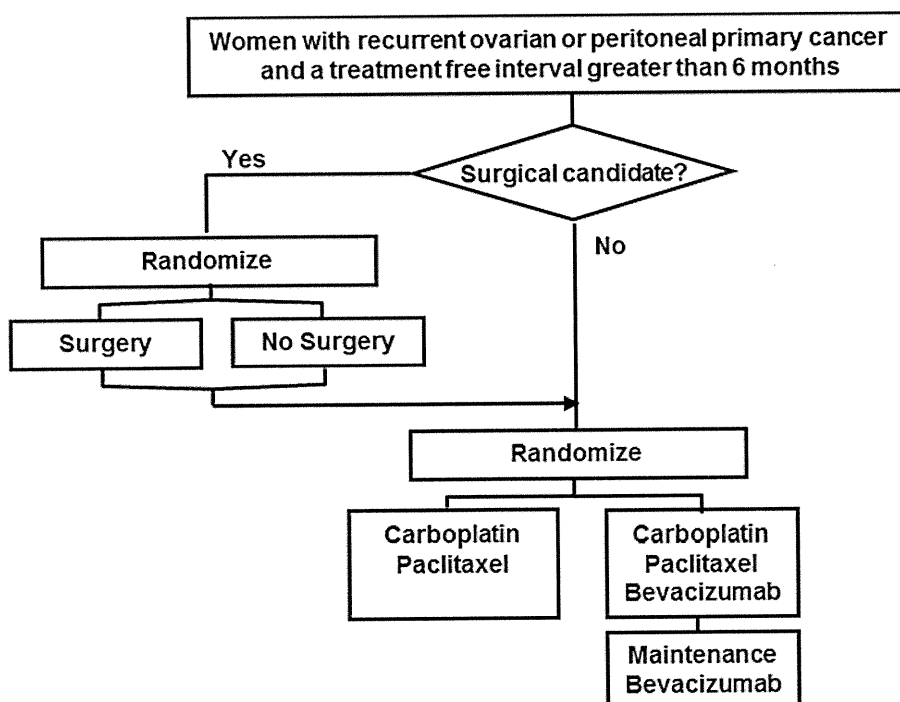 Women with recurrent ovarian or peritoneal primary cancer
and a treatment free interval greater than 6 months
Surgical candidate?
Yes
No
Randomize
Surgery
No Surgery
Randomize
Carboplatin
Paclitaxel
Carboplatin
Paclitaxel
Bevacizumab
Maintenance
Bevacizumab